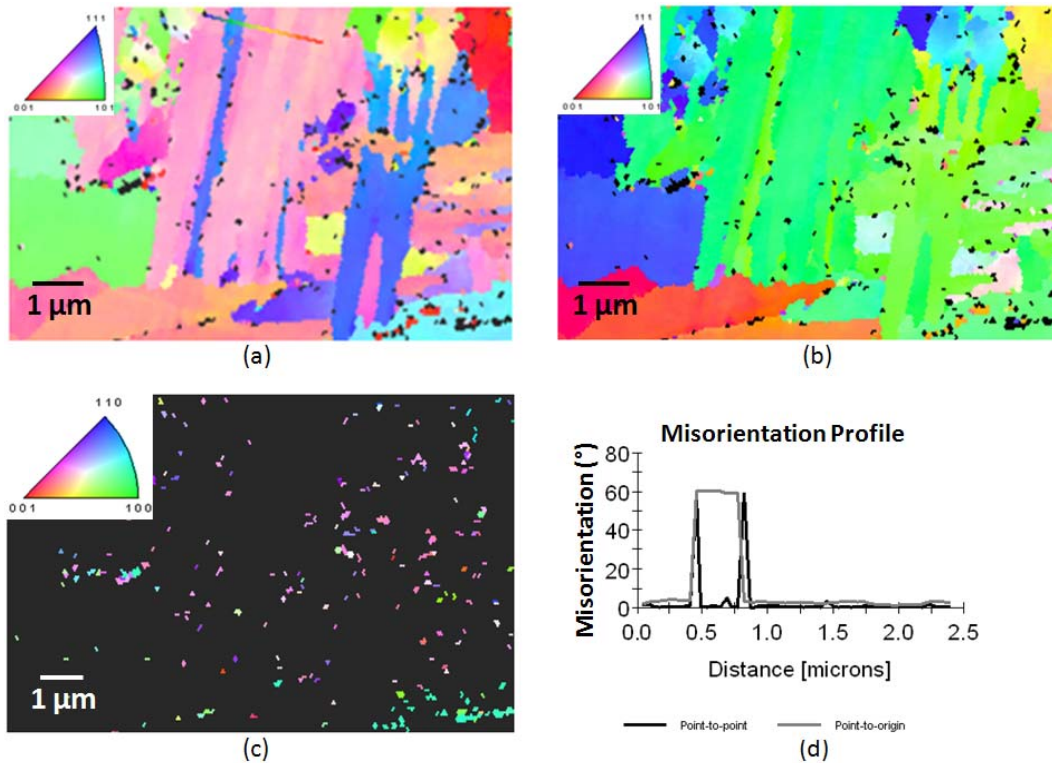 111
001
101
1 μm
(a)
111
001
101
1 μm
(b)
110
001
100
1 μm
(c)
Misorientation Profile
Misorientation (°)
80
60
40
20
0
0.0 0.5 1.0 1.5 2.0 2.5
Distance [microns]
Point-to-point Point-to-origin
(d)